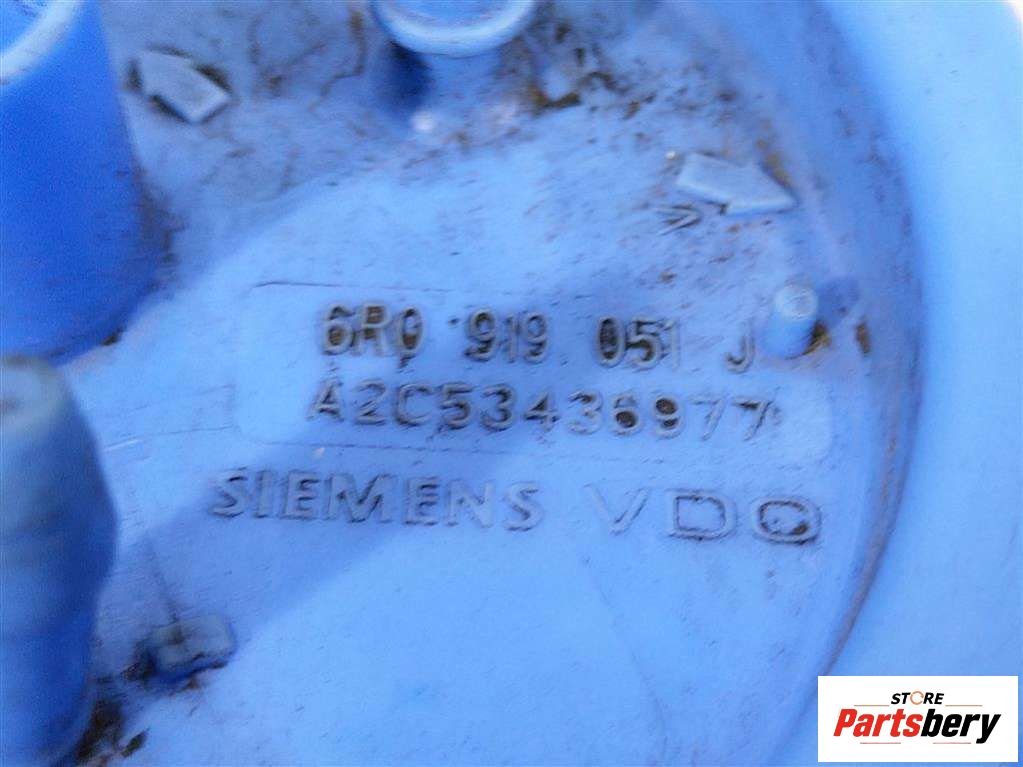 6R0 919 051 J
A2C53436977
SIEMENS VDO
STORE
Partsbery